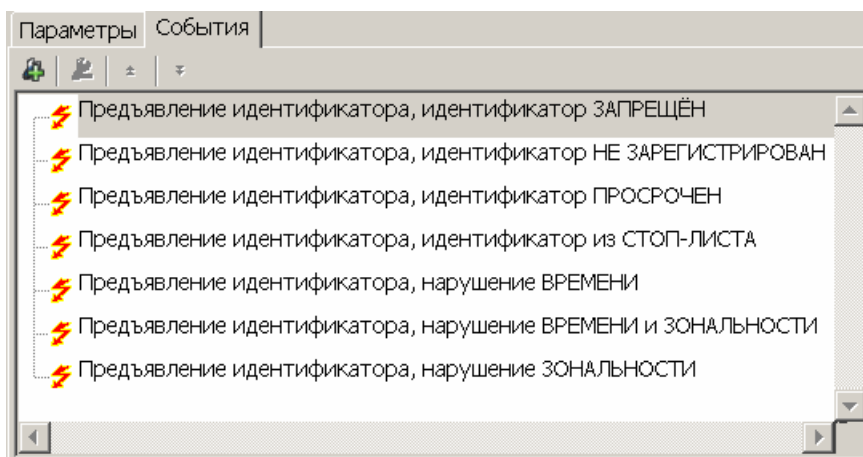 Параметры События
Предъявление идентификатора, идентификатор ЗАПРЕЩЁН
Предъявление идентификатора, идентификатор НЕ ЗАРЕГИСТРИРОВАН
Предъявление идентификатора, идентификатор ПРОСРОЧЕН
Предъявление идентификатора, идентификатор из СТОП-ЛИСТА
Предъявление идентификатора, нарушение ВРЕМЕНИ
Предъявление идентификатора, нарушение ВРЕМЕНИ и ЗОНАЛЬНОСТИ
Предъявление идентификатора, нарушение ЗОНАЛЬНОСТИ